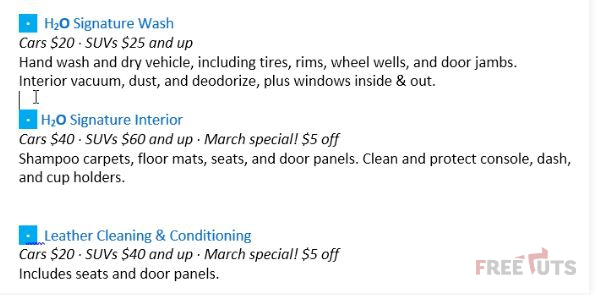 H₂O Signature Wash
Cars $20 · SUVs $25 and up
Hand wash and dry vehicle, including tires, rims, wheel wells, and door jambs.
Interior vacuum, dust, and deodorize, plus windows inside & out.
H₂O Signature Interior
Cars $40 · SUVs $60 and up · March special! $5 off
Shampoo carpets, floor mats, seats, and door panels. Clean and protect console, dash,
and cup holders.
Leather Cleaning & Conditioning
Cars $20 · SUVs $40 and up · March special! $5 off
Includes seats and door panels.
FREETUTS